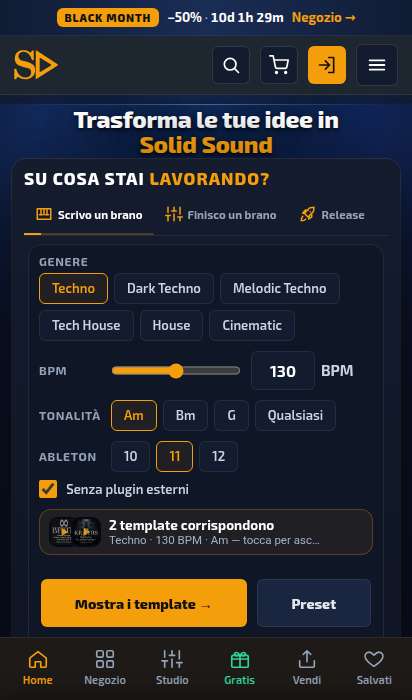 BLACK MONTH −50% · 10d 1h 29m Negozio →
SD
Trasforma le tue idee in
Solid Sound
SU COSA STAI LAVORANDO?
Scrivo un brano Finisco un brano Release
GENERE
Techno Dark Techno Melodic Techno
Tech House House Cinematic
BPM 130 BPM
TONALITÀ Am Bm G Qualsiasi
ABLETON 10 11 12
Senza plugin esterni
2 template corrispondono
Techno · 130 BPM · Am — tocca per asc...
Mostra i template → Preset
Home Negozio Studio Gratis Vendi Salvati